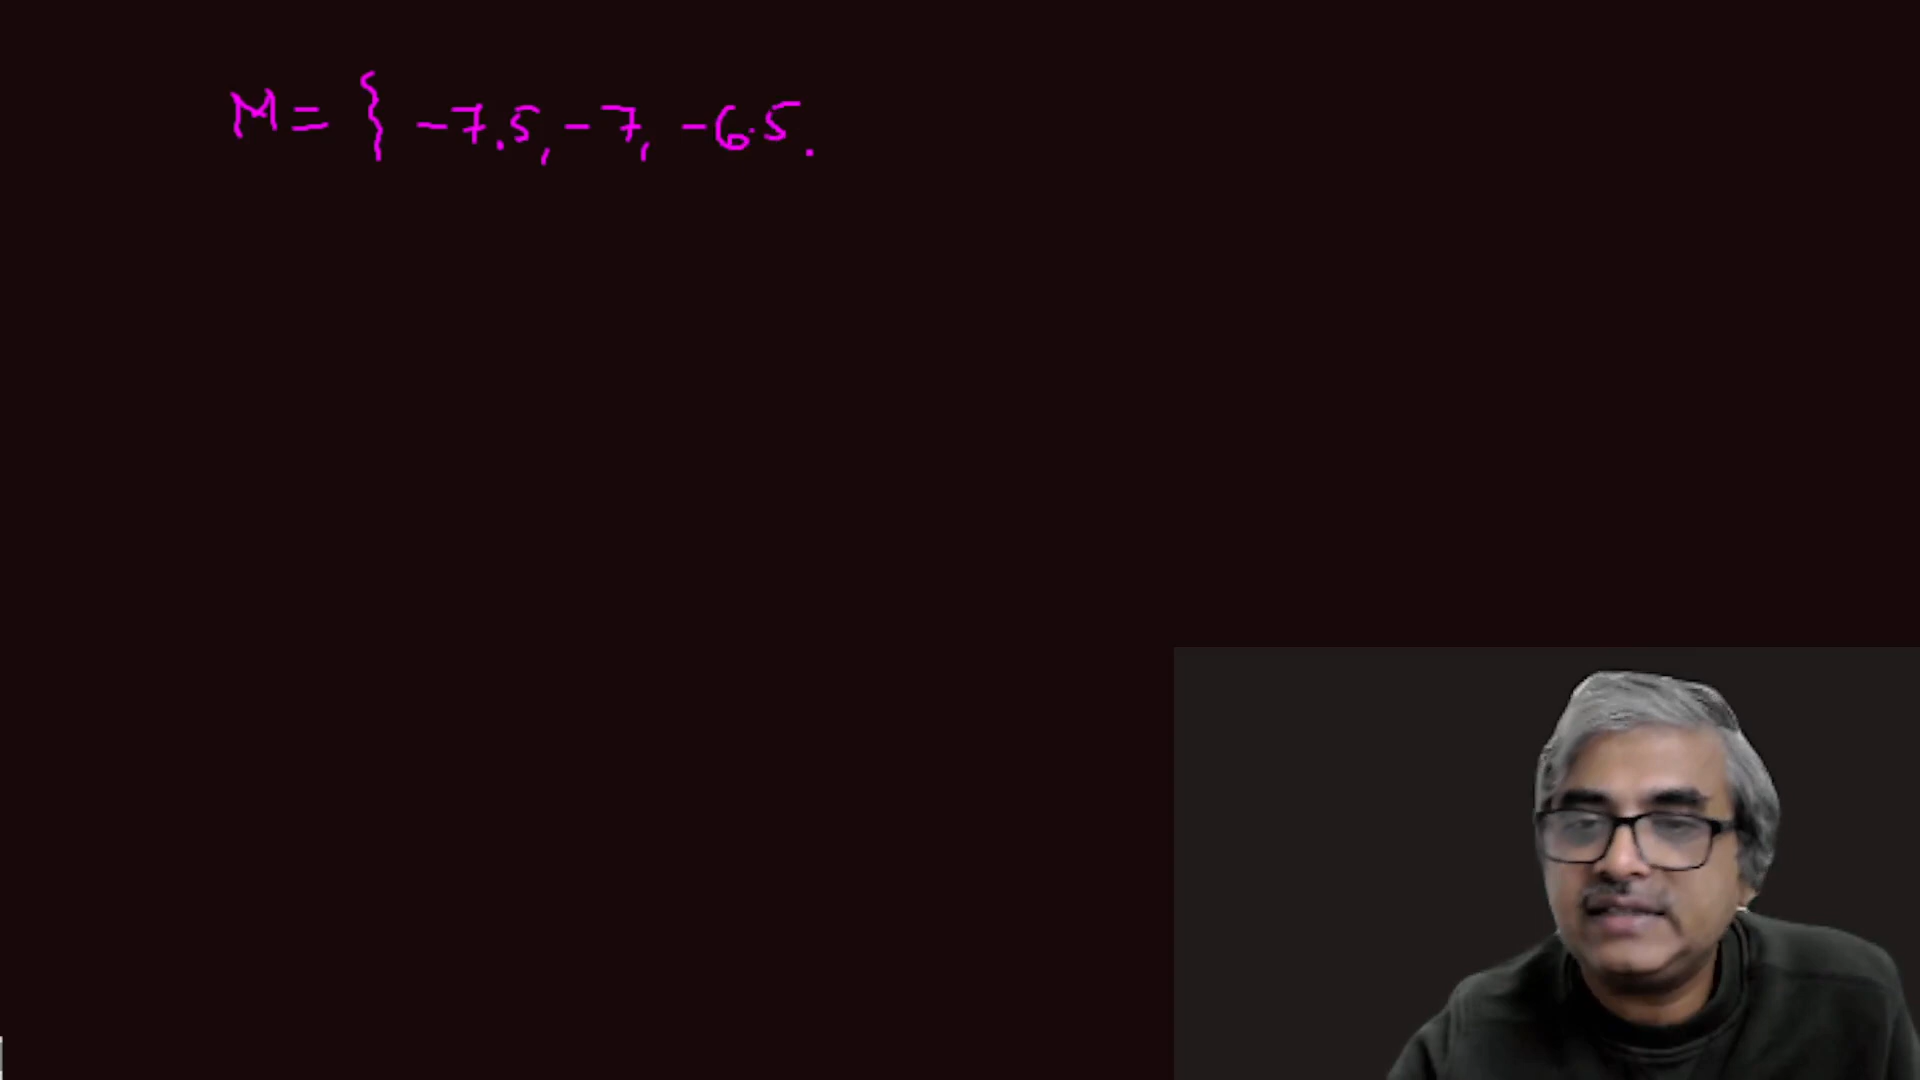 M = } -7.5, -7, -6.5.